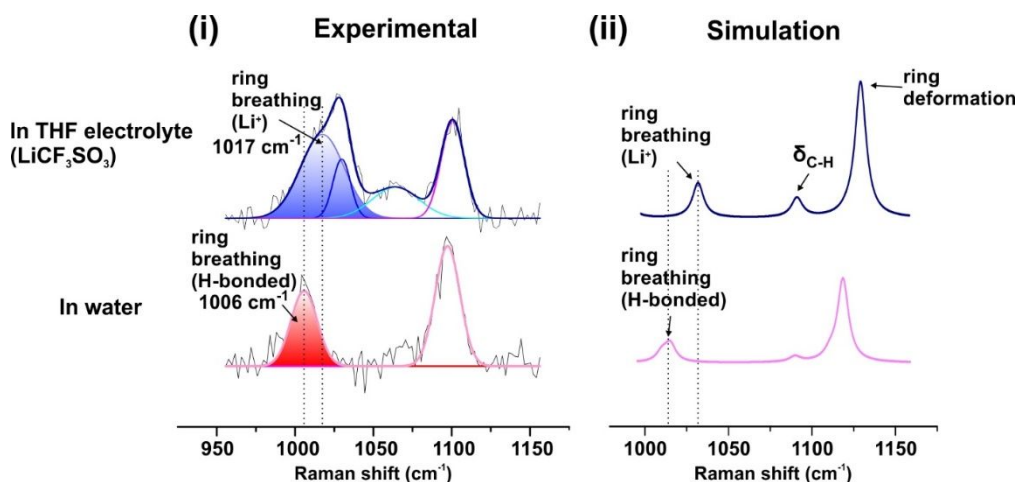 (i) Experimental
(ii) Simulation
In THF electrolyte
(LiCF₃SO₃)
ring
breathing
(Li⁺)
1017 cm⁻¹
In water
ring
breathing
(H-bonded)
1006 cm⁻¹
950 1000 1050 1100 1150
Raman shift (cm⁻¹)
ring
breathing
(Li⁺)
δC-H
ring
deformation
ring
breathing
(H-bonded)
1000 1050 1100 1150
Raman shift (cm⁻¹)